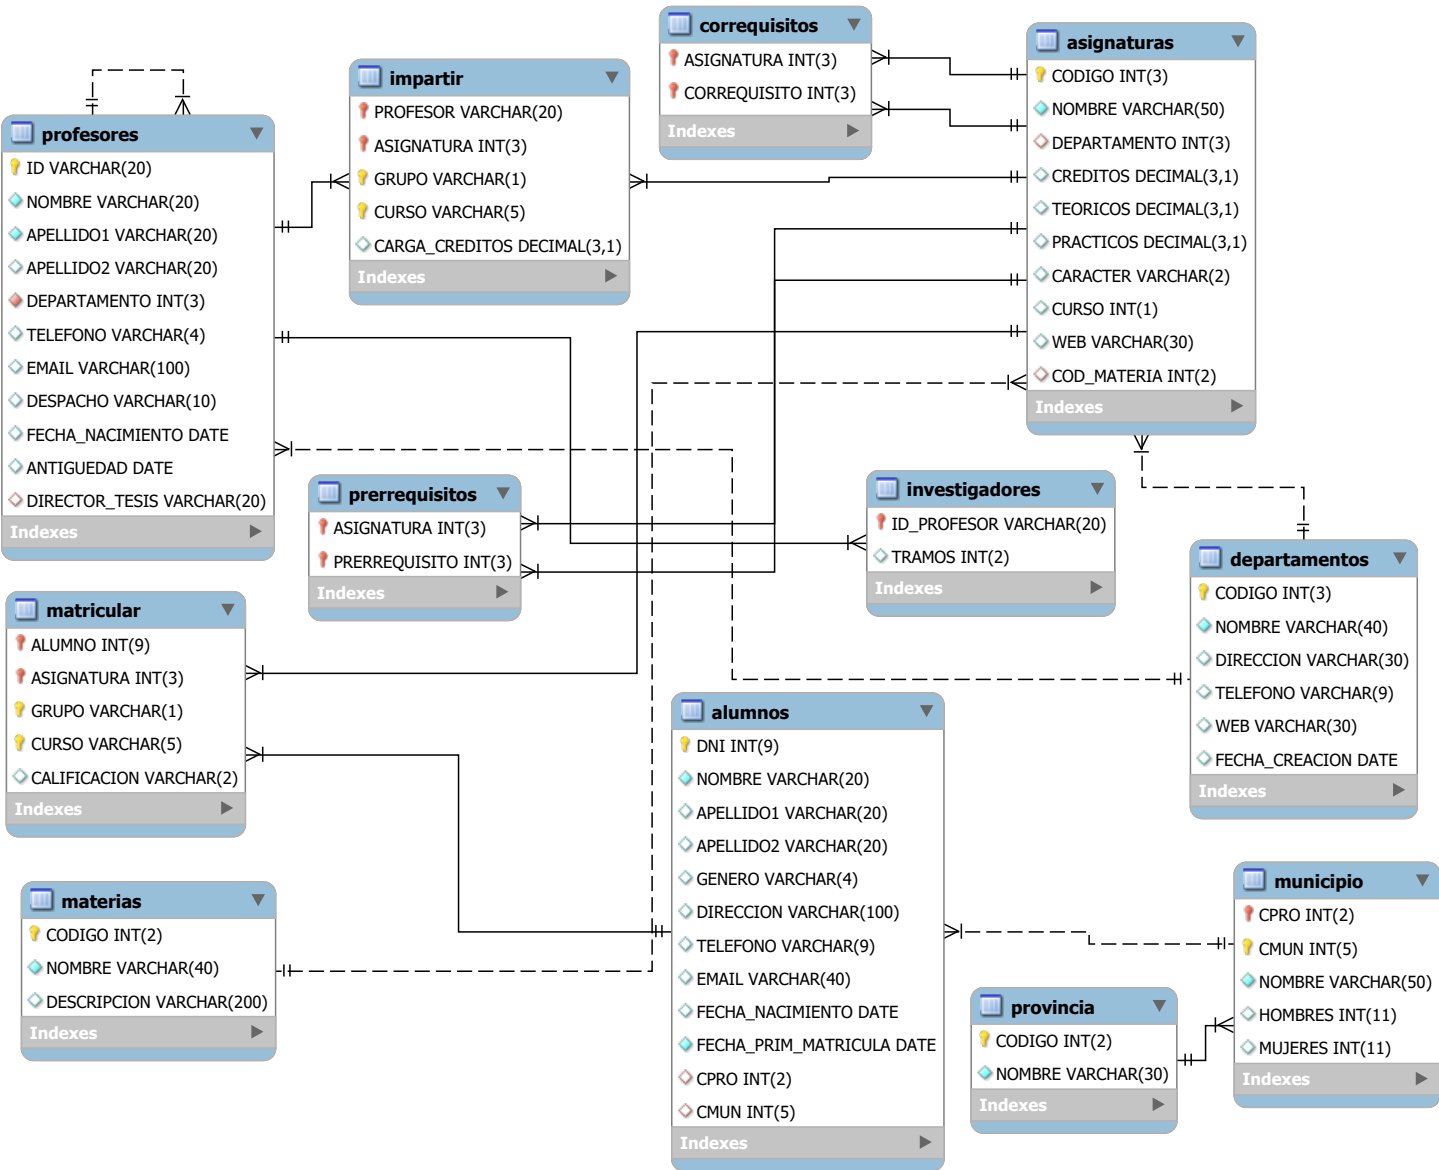 correquisitos
ASIGNATURA INT(3)
CORREQUISITO INT(3)
Indexes
asignaturas
CODIGO INT(3)
NOMBRE VARCHAR(50)
DEPARTAMENTO INT(3)
CREDITOS DECIMAL(3,1)
TEORICOS DECIMAL(3,1)
PRACTICOS DECIMAL(3,1)
CARACTER VARCHAR(2)
CURSO INT(1)
WEB VARCHAR(30)
COD_MATERIA INT(2)
Indexes
impartir
PROFESOR VARCHAR(20)
ASIGNATURA INT(3)
GRUPO VARCHAR(1)
CURSO VARCHAR(5)
CARGA_CREDITOS DECIMAL(3,1)
Indexes
profesores
ID VARCHAR(20)
NOMBRE VARCHAR(20)
APELLIDO1 VARCHAR(20)
APELLIDO2 VARCHAR(20)
DEPARTAMENTO INT(3)
TELEFONO VARCHAR(4)
EMAIL VARCHAR(100)
DESPACHO VARCHAR(10)
FECHA_NACIMIENTO DATE
ANTIGUEDAD DATE
DIRECTOR_TESIS VARCHAR(20)
Indexes
prerrequisitos
ASIGNATURA INT(3)
PRERREQUISITO INT(3)
Indexes
investigadores
ID_PROFESOR VARCHAR(20)
TRAMOS INT(2)
Indexes
departamentos
CODIGO INT(3)
NOMBRE VARCHAR(40)
DIRECCION VARCHAR(30)
TELEFONO VARCHAR(9)
WEB VARCHAR(30)
FECHA_CREACION DATE
Indexes
matricular
ALUMNO INT(9)
ASIGNATURA INT(3)
GRUPO VARCHAR(1)
CURSO VARCHAR(5)
CALIFICACION VARCHAR(2)
Indexes
alumnos
DNI INT(9)
NOMBRE VARCHAR(20)
APELLIDO1 VARCHAR(20)
APELLIDO2 VARCHAR(20)
GENERO VARCHAR(4)
DIRECCION VARCHAR(100)
TELEFONO VARCHAR(9)
EMAIL VARCHAR(40)
FECHA_NACIMIENTO DATE
FECHA_PRIM_MATRICULA DATE
CPRO INT(2)
CMUN INT(5)
Indexes
materias
CODIGO INT(2)
NOMBRE VARCHAR(40)
DESCRIPCION VARCHAR(200)
Indexes
municipio
CPRO INT(2)
CMUN INT(5)
NOMBRE VARCHAR(50)
HOMBRES INT(11)
MUJERES INT(11)
Indexes
provincia
CODIGO INT(2)
NOMBRE VARCHAR(30)
Indexes